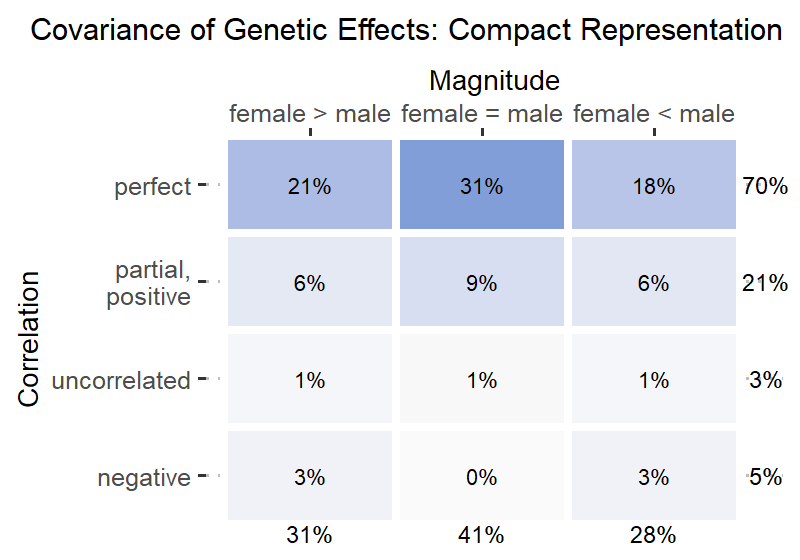 Covariance of Genetic Effects: Compact Representation
Magnitude
female > male female = male female < male
perfect 21% 31% 18% 70%
partial,
positive 6% 9% 6% 21%
Correlation
uncorrelated 1% 1% 1% 3%
negative 3% 0% 3% 5%
31% 41% 28%